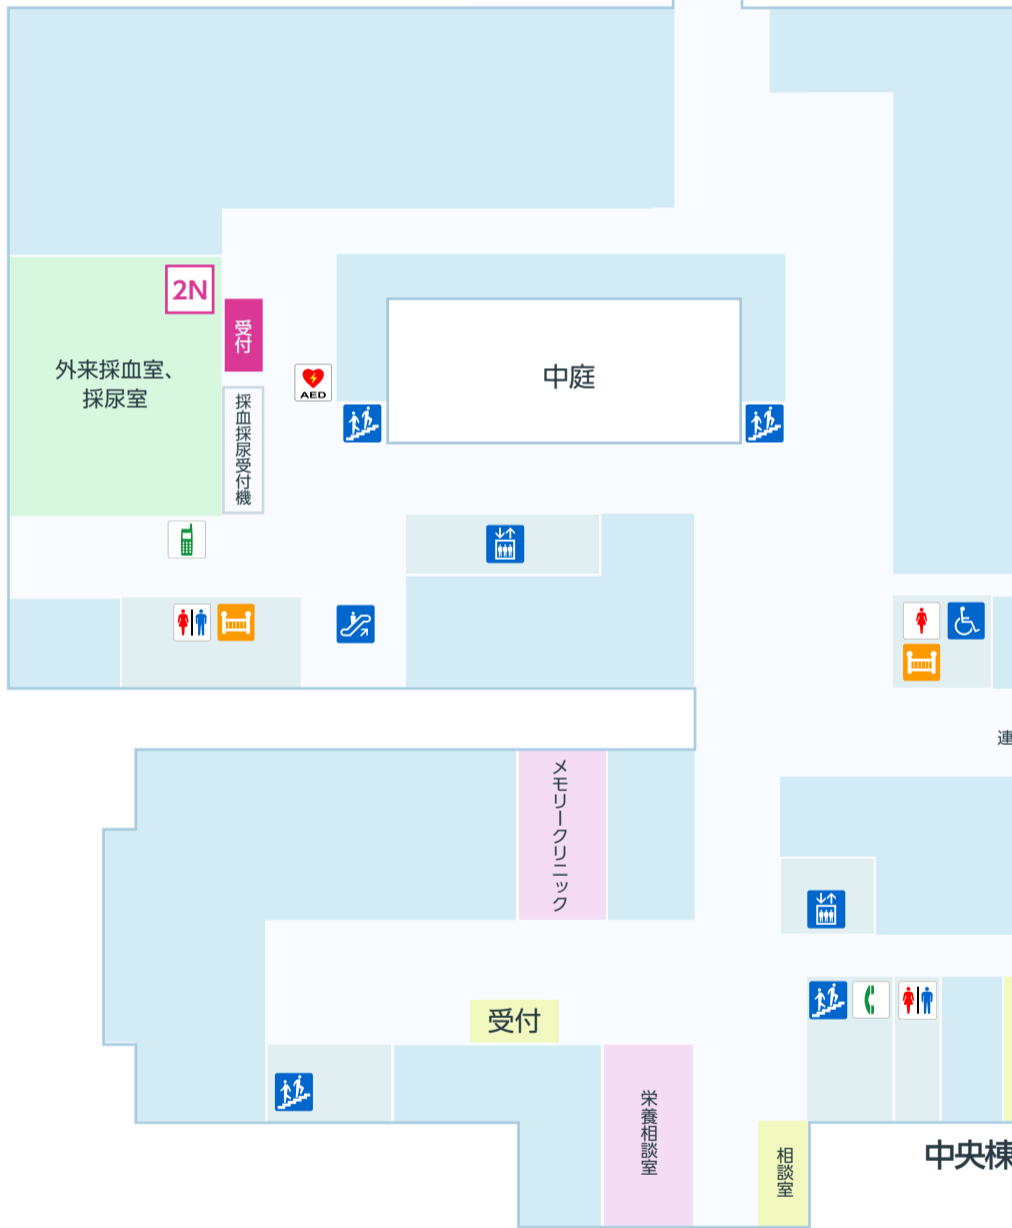 2N
受付
外来採血室、
採尿室
採血採尿受付機
AED
中庭
連
メモリークリニック
受付
栄養相談室
相談室
中央棟